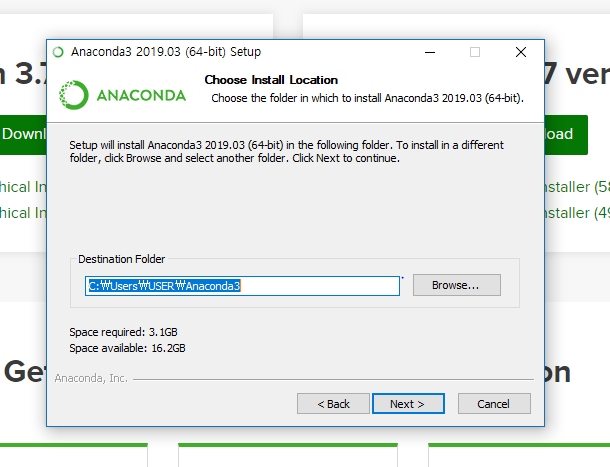 Anaconda3 2019.03 (64-bit) Setup
ANACONDA
Choose Install Location
Choose the folder in which to install Anaconda3 2019.03 (64-bit).
n 3.7
7 ver
Downl
load
Setup will install Anaconda3 2019.03 (64-bit) in the following folder. To install in a different
folder, click Browse and select another folder. Click Next to continue.
hical In
nstaller (58
hical In
nstaller (49
Destination Folder
C:₩Users₩USER₩Anaconda3
Browse...
Space required: 3.1GB
Space available: 16.2GB
Get
on
Anaconda, Inc.
< Back
Next >
Cancel